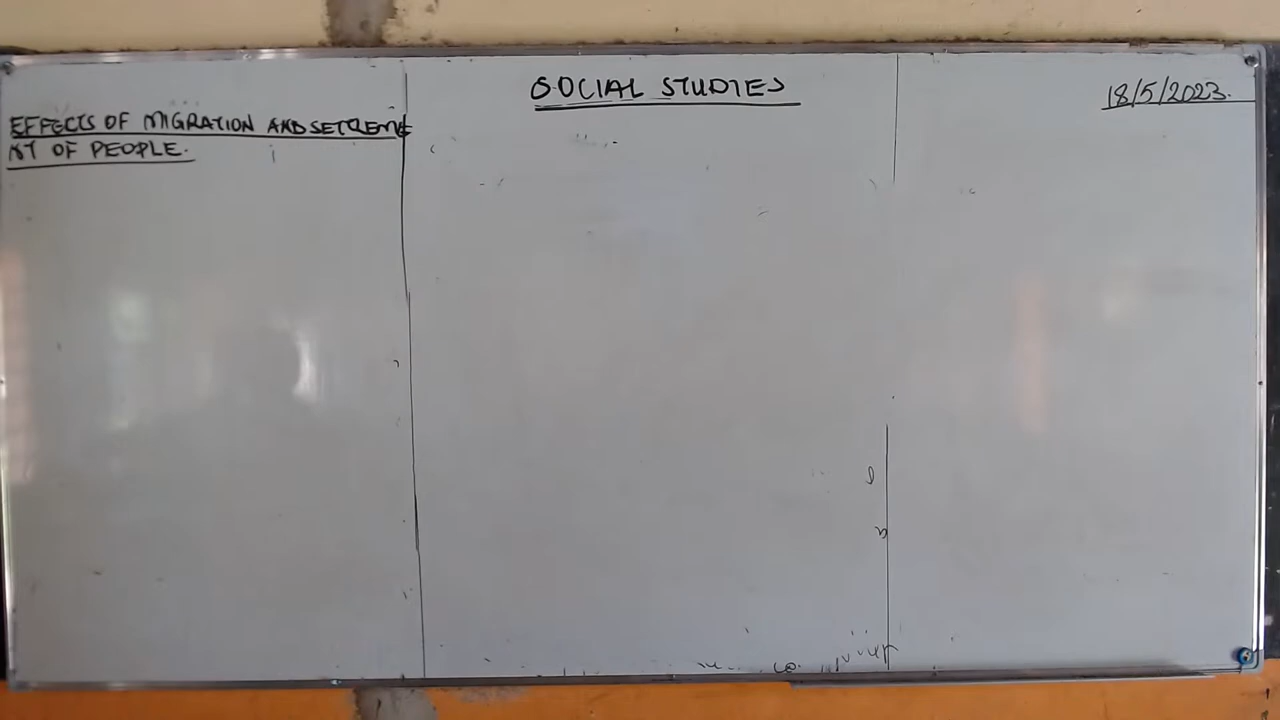 SOCIAL STUDIES
18/5/2023.
EFFECTS OF MIGRATION AND SETTLEME
NT OF PEOPLE.